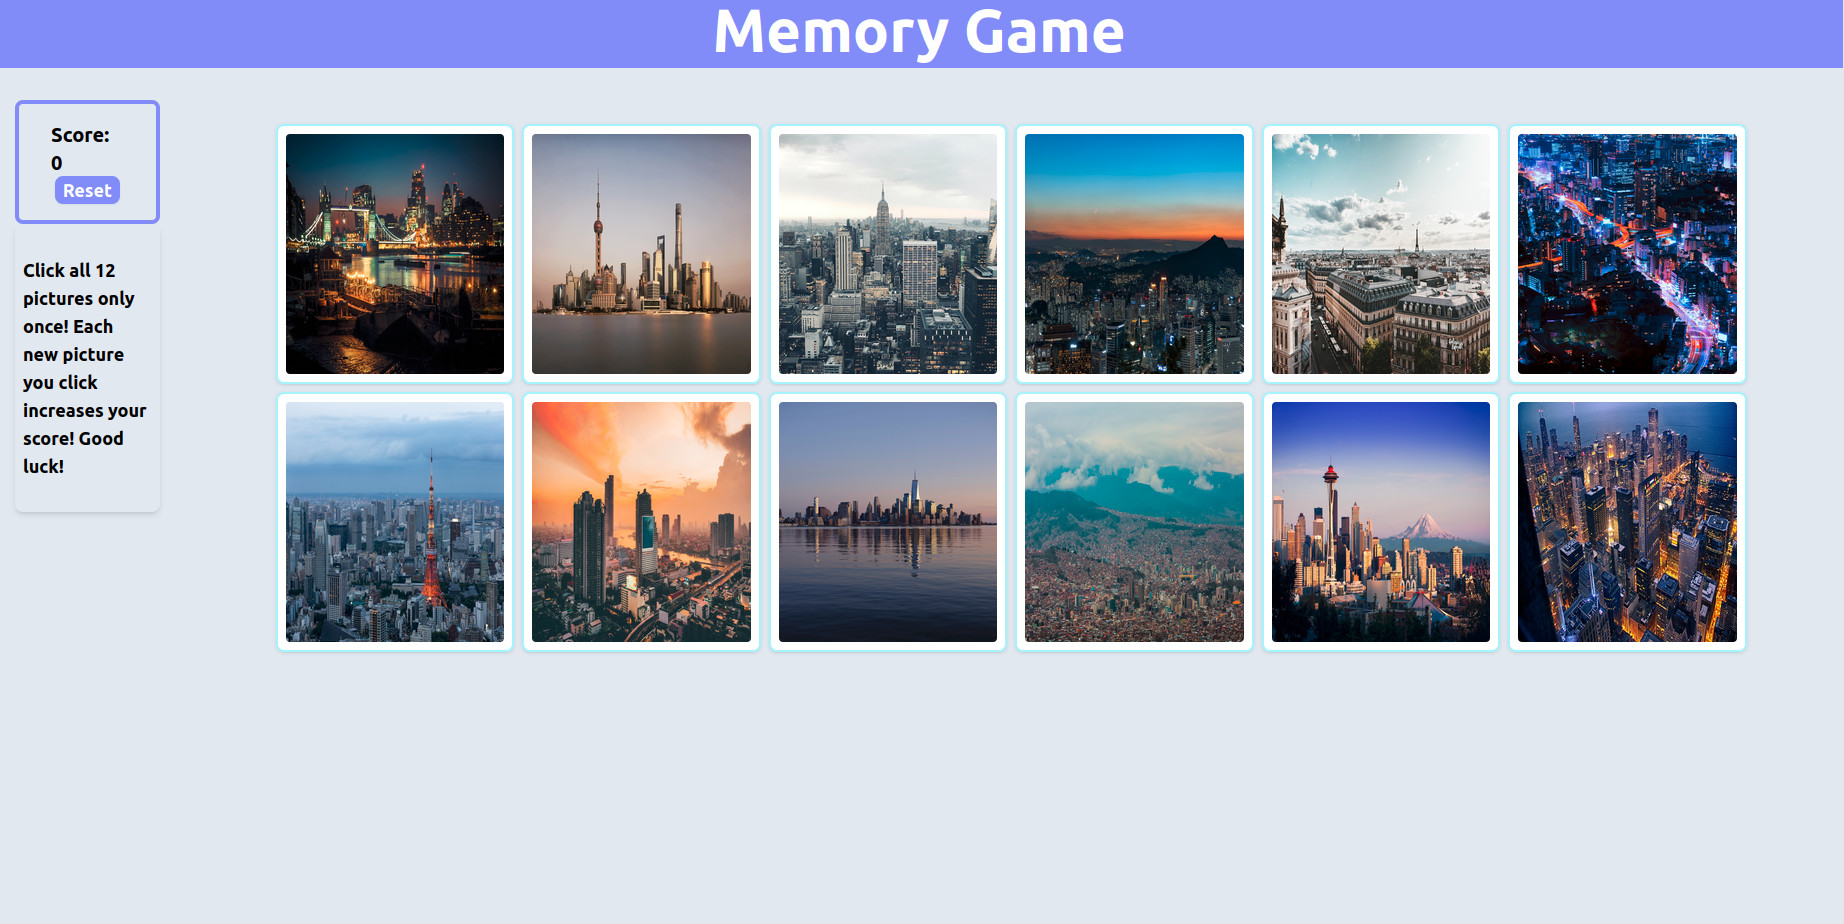 Memory Game
Score:
0
Reset
Click all 12
pictures only
once! Each
new picture
you click
increases your
score! Good
luck!